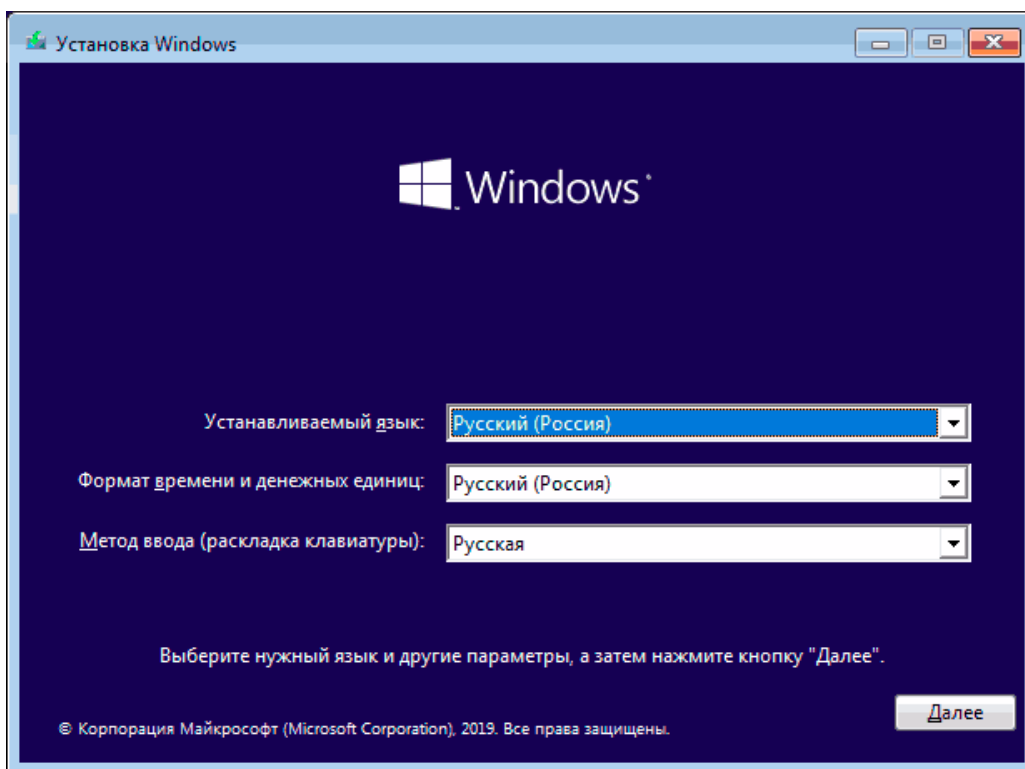 Установка Windows
Windows
Устанавливаемый язык: Русский (Россия)
Формат времени и денежных единиц: Русский (Россия)
Метод ввода (раскладка клавиатуры): Русская
Выберите нужный язык и другие параметры, а затем нажмите кнопку "Далее".
Далее
© Корпорация Майкрософт (Microsoft Corporation), 2019. Все права защищены.